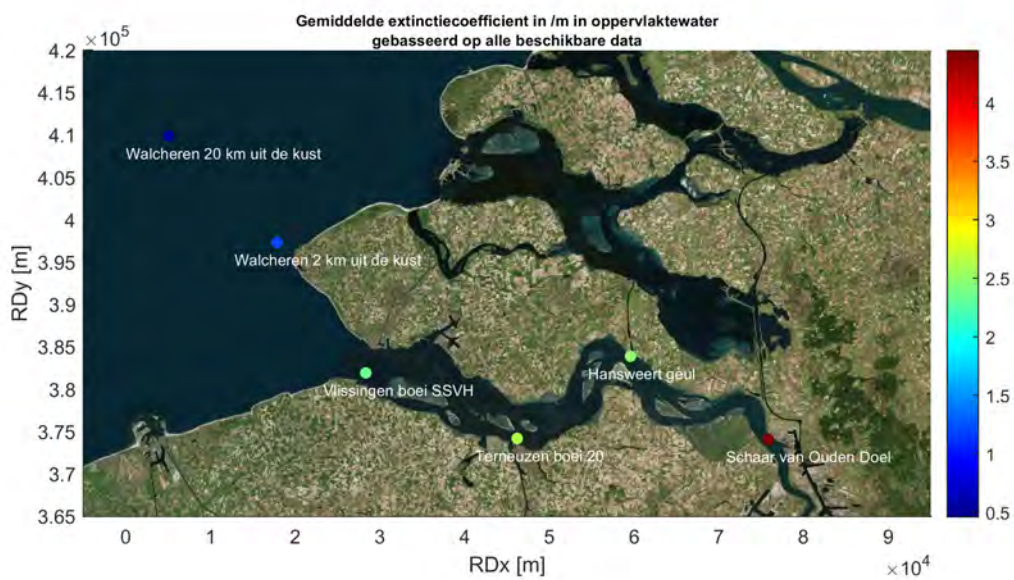 Gemiddelde extinctiecoefficient in /m in oppervlaktewater
gebasseerd op alle beschikbare data
×10⁵
4.2
4.15
4.1
4.05
4
3.95
3.9
3.85
3.8
3.75
3.7
3.65
RDy [m]
Walcheren 20 km uit de kust
Walcheren 2 km uit de kust
Vlissingen boei SSVH
Hansweert geul
Terneuzen boei 20
Schaar van Ouden Doel
4
3.5
3
2.5
2
1.5
1
0.5
0 1 2 3 4 5 6 7 8 9
RDx [m]
×10⁴